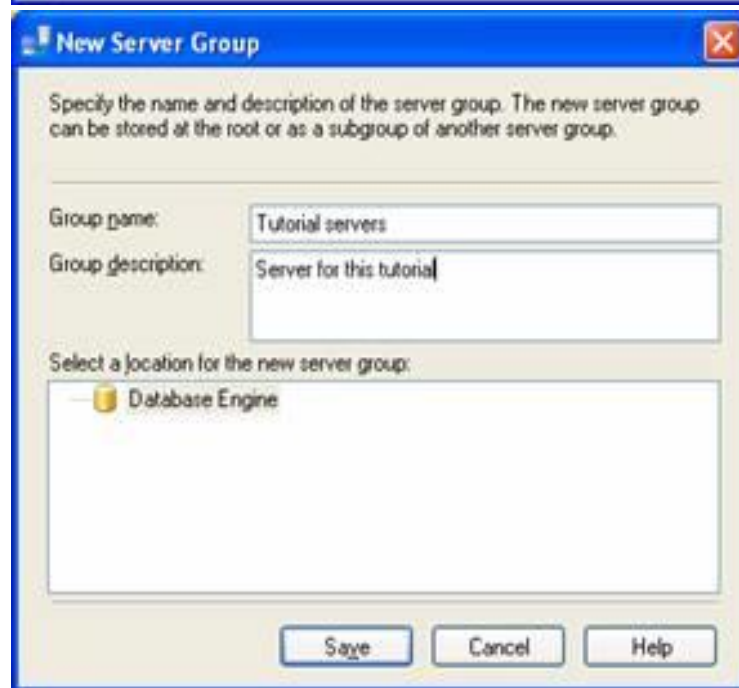 New Server Group
Specify the name and description of the server group. The new server group
can be stored at the root or as a subgroup of another server group.
Group name: Tutorial servers
Group description: Server for this tutorial
Select a location for the new server group:
Database Engine
Save Cancel Help